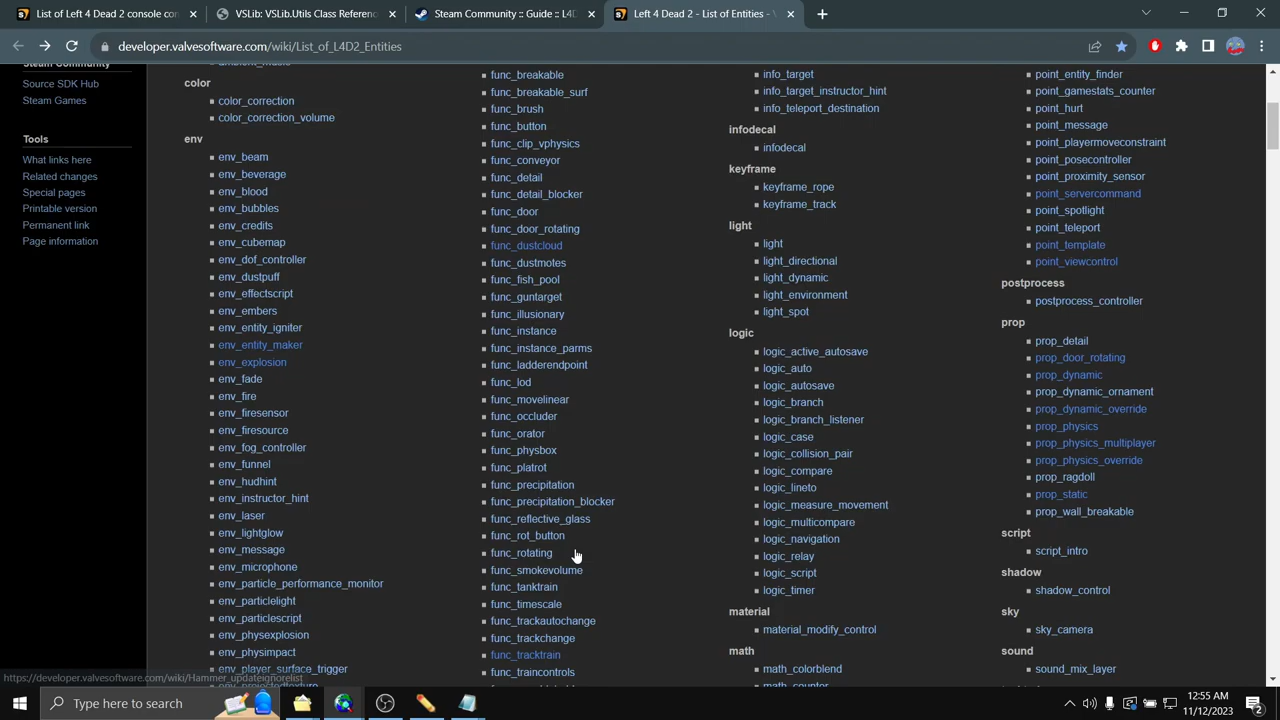 List of Left 4 Dead 2 console con
VSLib: VSLib.Utils Class Referenc
Steam Community :: Guide :: L4D
Left 4 Dead 2 - List of Entities - V
developer.valvesoftware.com/wiki/List_of_L4D2_Entities
Steam Community
Source SDK Hub
Steam Games
Tools
What links here
Related changes
Special pages
Printable version
Permanent link
Page information
ambient_music
color
color_correction
color_correction_volume
env
env_beam
env_beverage
env_blood
env_bubbles
env_credits
env_cubemap
env_dof_controller
env_dustpuff
env_effectscript
env_embers
env_entity_igniter
env_entity_maker
env_explosion
env_fade
env_fire
env_firesensor
env_firesource
env_fog_controller
env_funnel
env_hudhint
env_instructor_hint
env_laser
env_lightglow
env_message
env_microphone
env_particle_performance_monitor
env_particlelight
env_particlescript
env_physexplosion
env_physimpact
env_player_surface_trigger
func_breakable
func_breakable_surf
func_brush
func_button
func_clip_vphysics
func_conveyor
func_detail
func_detail_blocker
func_door
func_door_rotating
func_dustcloud
func_dustmotes
func_fish_pool
func_guntarget
func_illusionary
func_instance
func_instance_parms
func_ladderendpoint
func_lod
func_movelinear
func_occluder
func_orator
func_physbox
func_platrot
func_precipitation
func_precipitation_blocker
func_reflective_glass
func_rot_button
func_rotating
func_smokevolume
func_tanktrain
func_timescale
func_trackautochange
func_trackchange
func_tracktrain
func_traincontrols
info_target
info_target_instructor_hint
info_teleport_destination
infodecal
infodecal
keyframe
keyframe_rope
keyframe_track
light
light
light_directional
light_dynamic
light_environment
light_spot
logic
logic_active_autosave
logic_auto
logic_autosave
logic_branch
logic_branch_listener
logic_case
logic_collision_pair
logic_compare
logic_lineto
logic_measure_movement
logic_multicompare
logic_navigation
logic_relay
logic_script
logic_timer
material
material_modify_control
math
math_colorblend
math_counter
point_entity_finder
point_gamestats_counter
point_hurt
point_message
point_playermoveconstraint
point_posecontroller
point_proximity_sensor
point_servercommand
point_spotlight
point_teleport
point_template
point_viewcontrol
postprocess
postprocess_controller
prop
prop_detail
prop_door_rotating
prop_dynamic
prop_dynamic_ornament
prop_dynamic_override
prop_physics
prop_physics_multiplayer
prop_physics_override
prop_ragdoll
prop_static
prop_wall_breakable
script
script_intro
shadow
shadow_control
sky
sky_camera
sound
sound_mix_layer
https://developer.valvesoftware.com/wiki/Hammer_updateignorelist
Type here to search
12:55 AM
11/12/2023
2